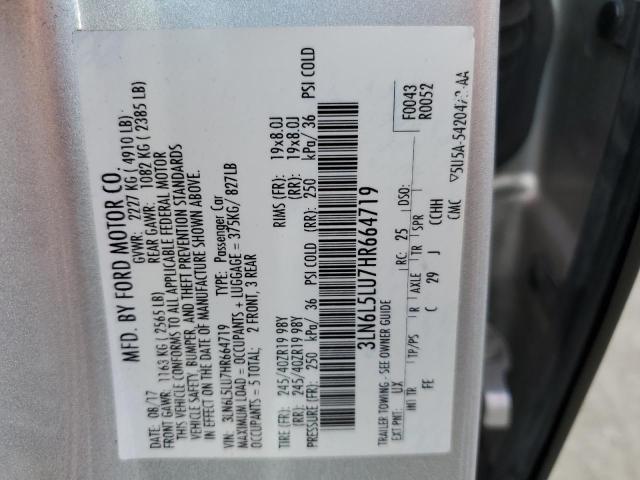 MFD. BY FORD MOTOR CO.
DATE: 08/17 GVWR: 2227 KG ( 4910 LB)
FRONT GAWR: 1163 KG ( 2565 LB) REAR GAWR: 1082 KG ( 2385 LB)
THIS VEHICLE CONFORMS TO ALL APPLICABLE FEDERAL MOTOR
VEHICLE SAFETY, BUMPER, AND THEFT PREVENTION STANDARDS
IN EFFECT ON THE DATE OF MANUFACTURE SHOWN ABOVE.
VIN: 3LN6L5LU7HR664719 TYPE: Passenger Car
MAXIMUM LOAD = OCCUPANTS + LUGGAGE = 375KG/ 827LB
OCCUPANTS = 5 TOTAL: 2 FRONT, 3 REAR
TIRE (FR): 245/40ZR19 98Y RIMS (FR): 19x8.0J
(RR): 245/40ZR19 98Y (RR): 19x8.0J
PRESSURE (FR): 250 kPa/ 36 PSI COLD (RR): 250 kPa/ 36 PSI COLD
3LN6L5LU7HR664719
TRAILER TOWING - SEE OWNER GUIDE F0043
EXT PNT: UX RC: 25 DSO: R0052
INT TR TP/PS R AXLE TR SPR
FE C 29 J CCHH
CMC